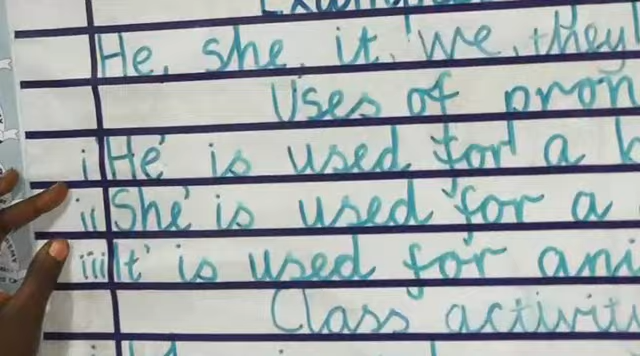 He, she, it, we, they
Uses of pron
i He' is used for a b
ii She' is used for a
iii It' is used for ani
Class activiti